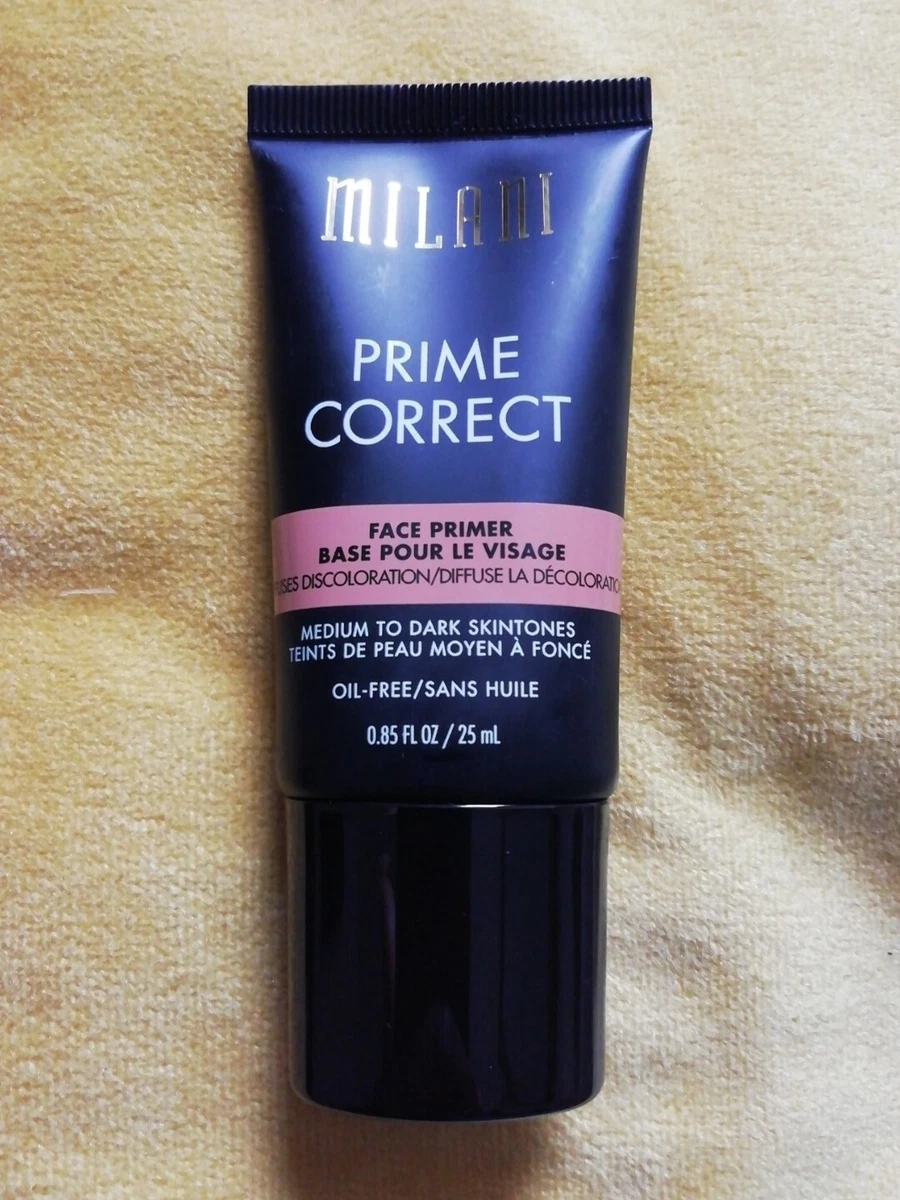 MILANI
PRIME
CORRECT
FACE PRIMER
BASE POUR LE VISAGE
DISCOLORATION/DIFFUSE LA
MEDIUM TO DARK SKINTONES
TEINTS DE PEAU MOYEN À FONCÉ
OIL-FREE/SANS HUILE
0.85 FL OZ / 25 mL